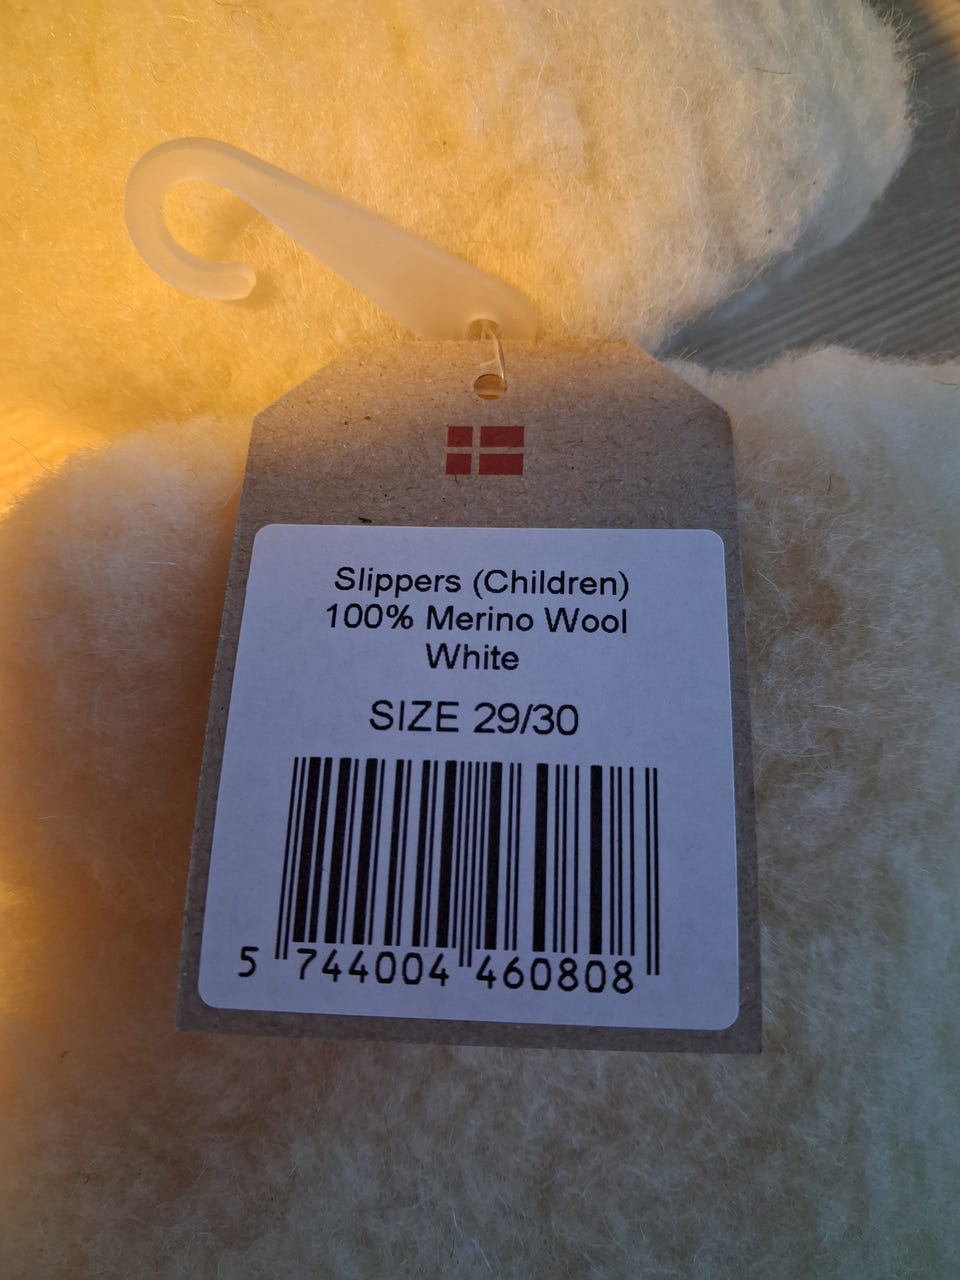 Slippers (Children)
100% Merino Wool
White
SIZE 29/30
5 744004 460808